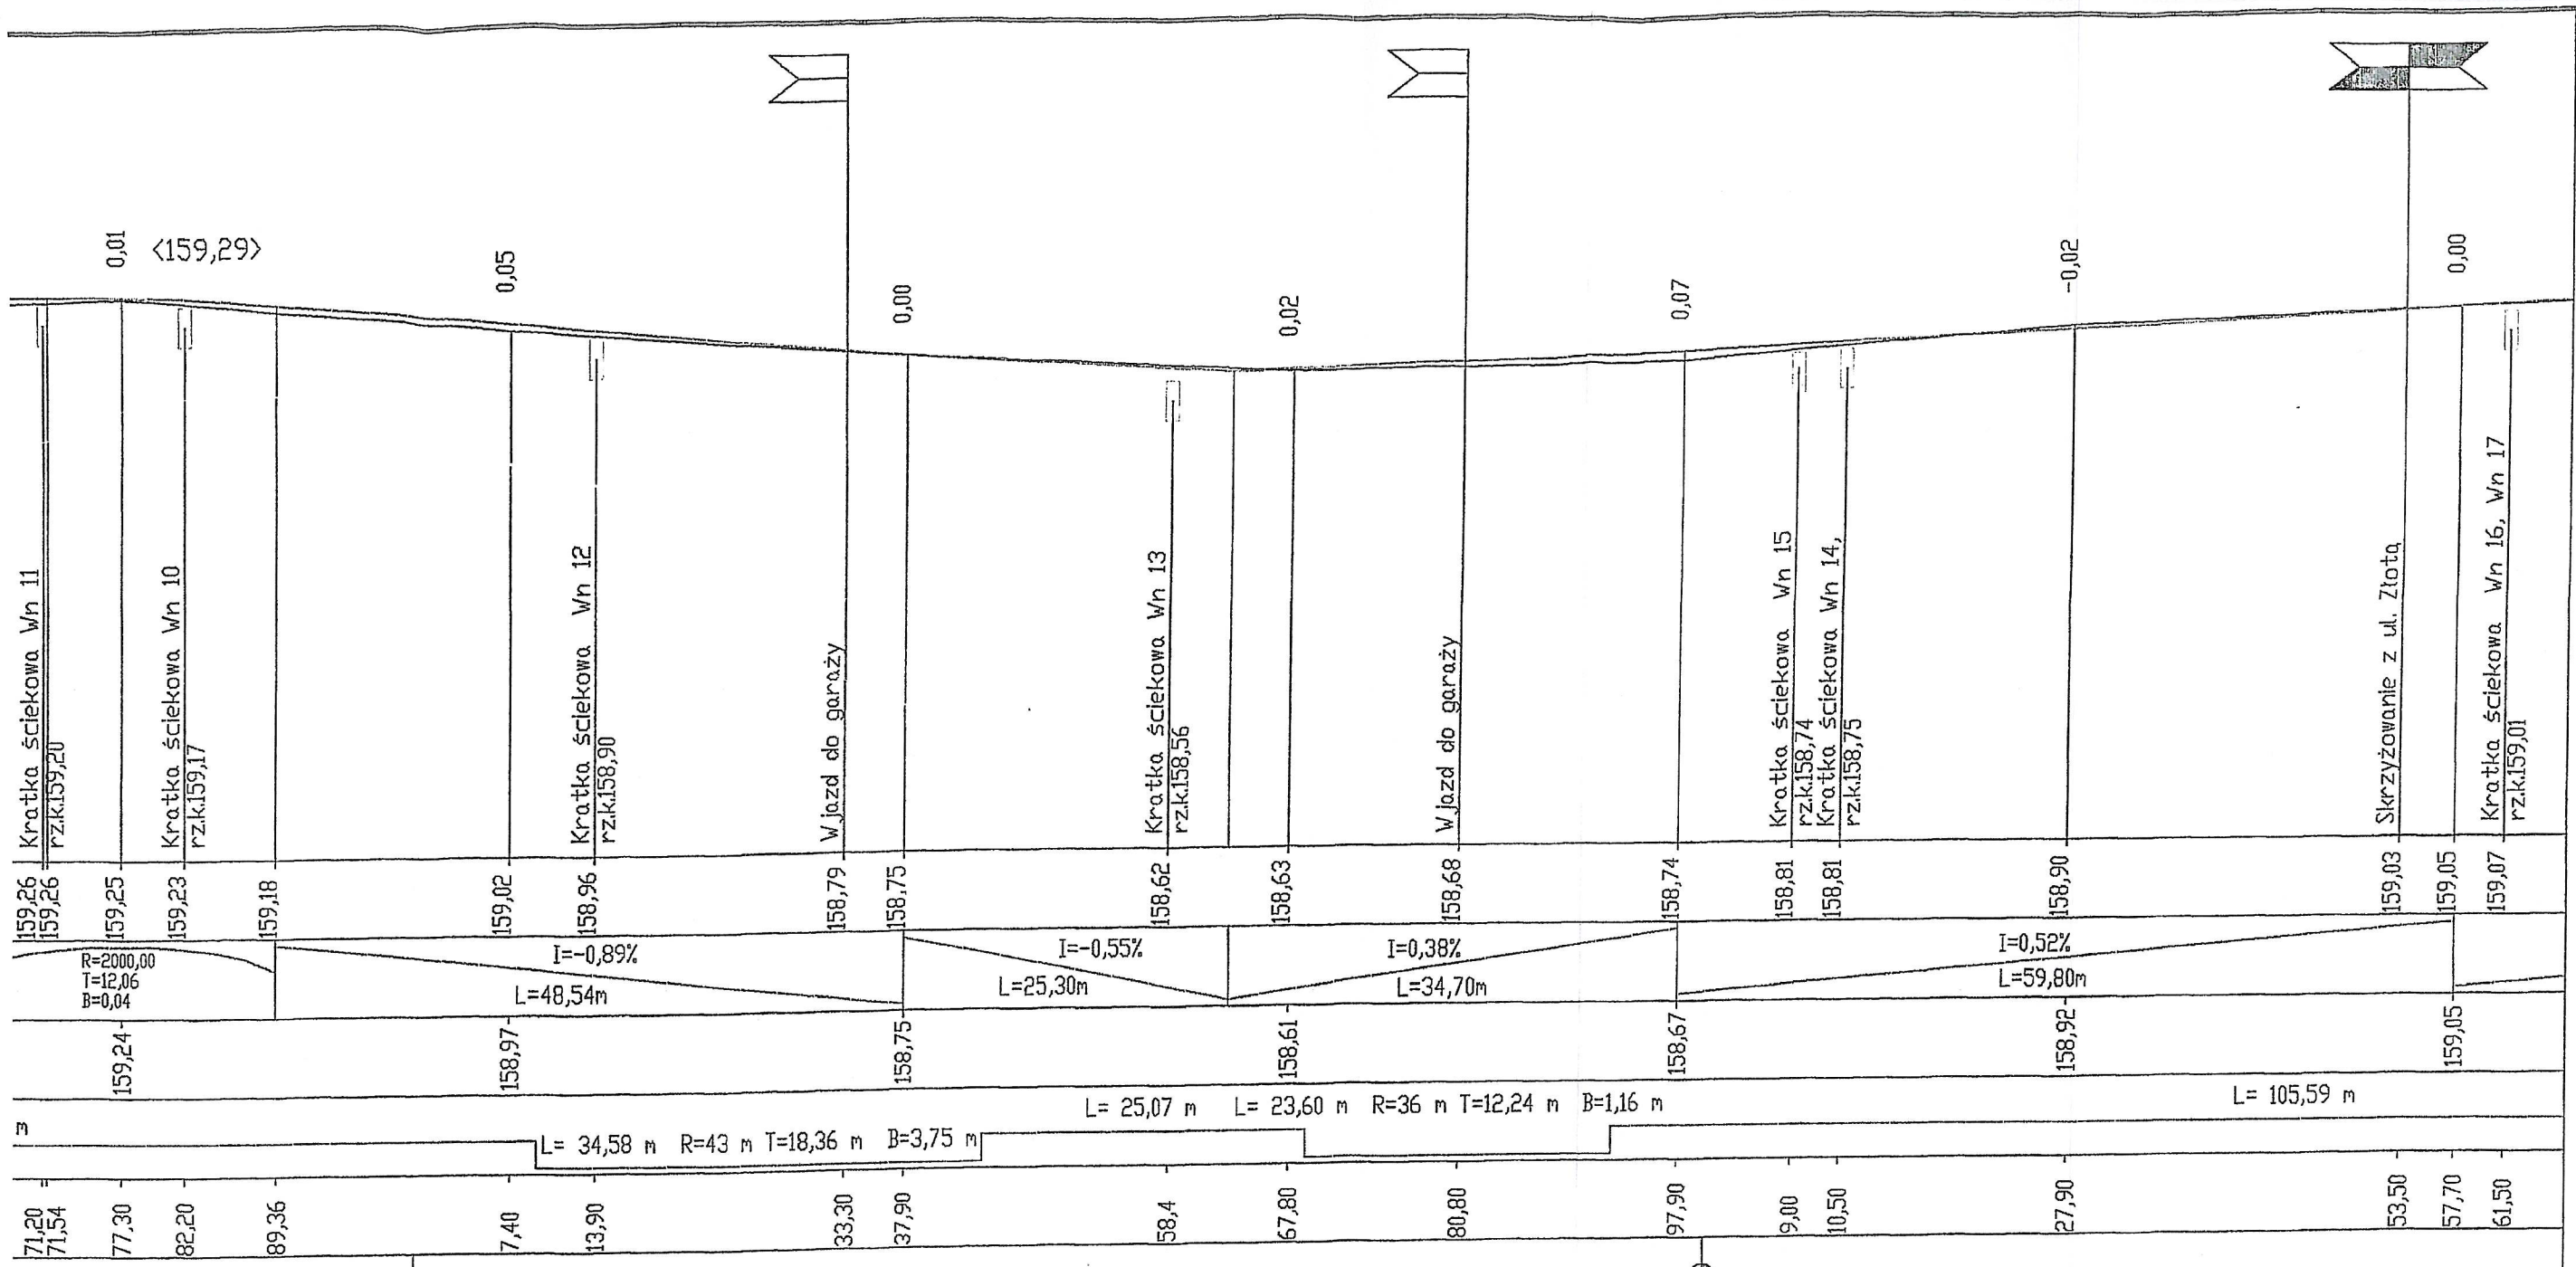 0,01
<159,29>
0,05
0,00
0,02
0,07
-0,02
0,00
Kratka ściekowa Wn 11
rz.k.159,20
Kratka ściekowa Wn 10
rz.k.159,17
Kratka ściekowa Wn 12
rz.k.158,90
Wjazd do garaży
Kratka ściekowa Wn 13
rz.k.158,56
Wjazd do garaży
Kratka ściekowa Wn 15
rz.k.158,74
Kratka ściekowa Wn 14,
rz.k.158,75
Skrzyżowanie z ul. Złotą
Kratka ściekowa Wn 16, Wn 17
rz.k.159,01
159,26
159,26
159,25
159,23
159,18
159,02
158,96
158,79
158,75
158,62
158,63
158,68
158,74
158,81
158,81
158,90
159,03
159,05
159,07
R=2000,00
T=12,06
B=0,04
I=-0,89%
L=48,54m
I=-0,55%
L=25,30m
I=0,38%
L=34,70m
I=0,52%
L=59,80m
159,24
158,97
158,75
158,61
158,67
158,92
159,05
L= 25,07 m L= 23,60 m R=36 m T=12,24 m B=1,16 m
L= 105,59 m
m
L= 34,58 m R=43 m T=18,36 m B=3,75 m
71,20
71,54
77,30
82,20
89,36
7,40
13,90
33,30
37,90
58,4
67,80
80,80
97,90
9,00
10,50
27,90
53,50
57,70
61,50